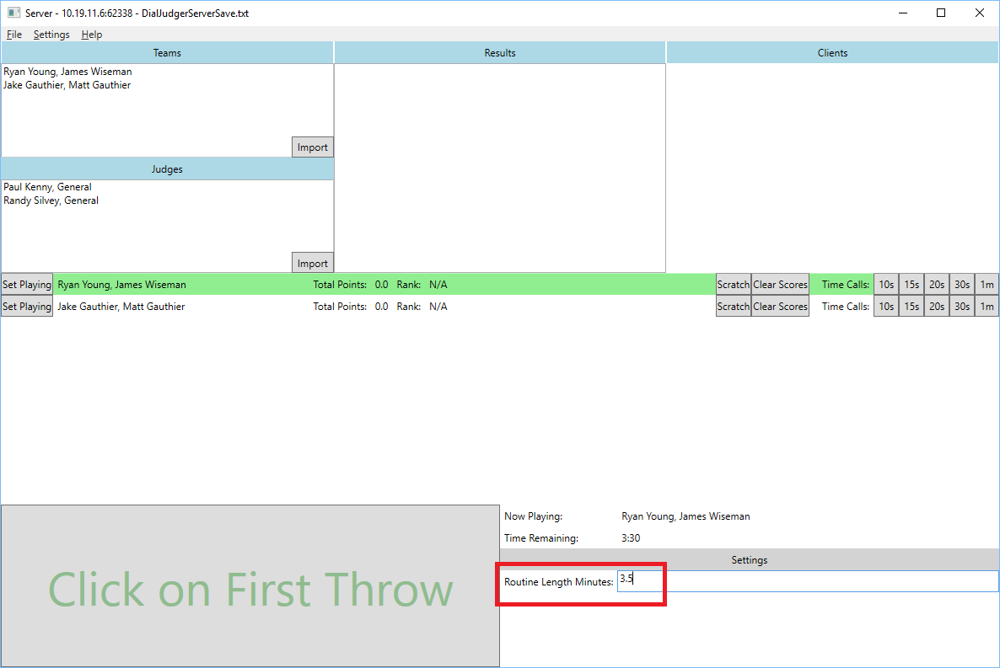 Server - 10.19.11.6:62338 - DialJudgerServerSave.txt
File Settings Help
Teams Results Clients
Ryan Young, James Wiseman
Jake Gauthier, Matt Gauthier
Import
Judges
Paul Kenny, General
Randy Silvey, General
Import
Set Playing Ryan Young, James Wiseman Total Points: 0.0 Rank: N/A Scratch Clear Scores Time Calls: 10s 15s 20s 30s 1m
Set Playing Jake Gauthier, Matt Gauthier Total Points: 0.0 Rank: N/A Scratch Clear Scores Time Calls: 10s 15s 20s 30s 1m
Click on First Throw
Now Playing: Ryan Young, James Wiseman
Time Remaining: 3:30
Settings
Routine Length Minutes: 3.5